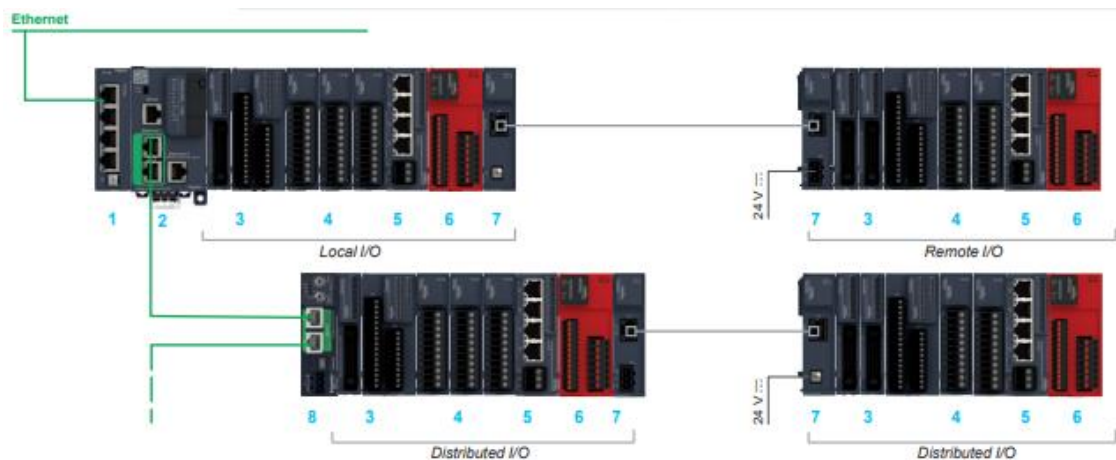 Ethernet
24 V
1 2 3 4 5 6 7
7 3 4 5 6
Local I/O
Remote I/O
24 V
8 3 4 5 6 7
7 3 4 5 6
Distributed I/O
Distributed I/O